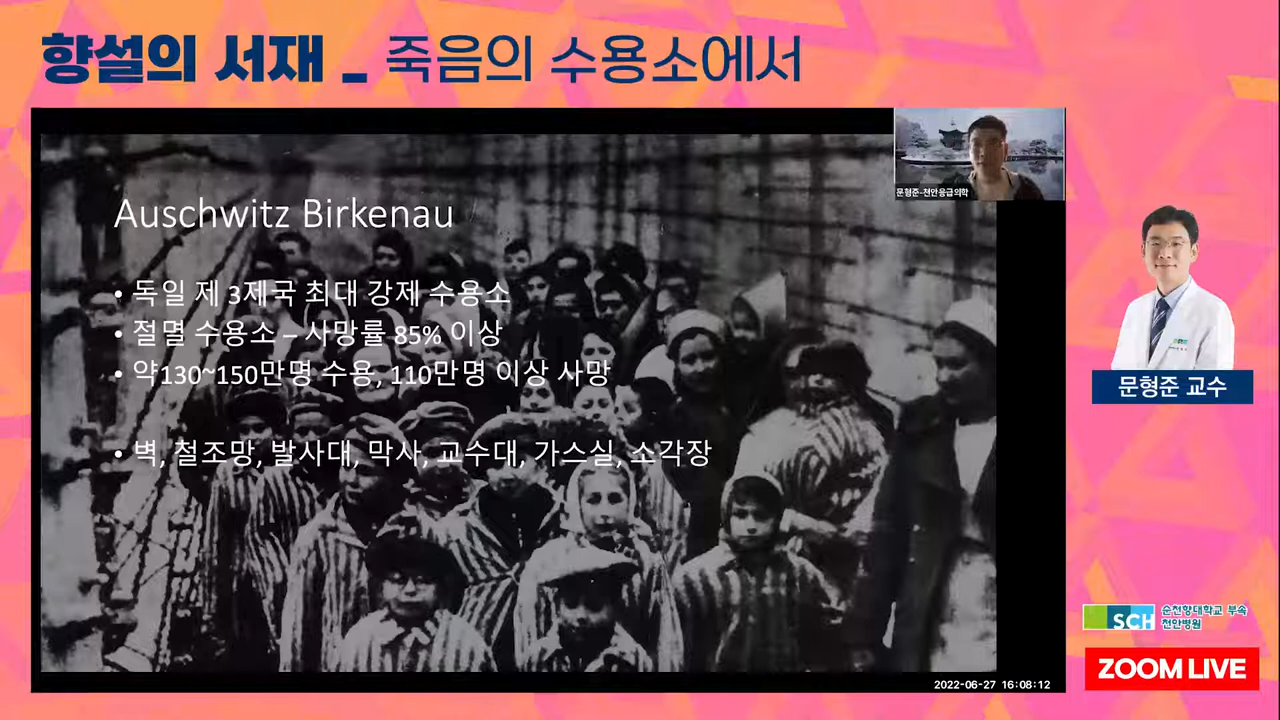 향설의 서재 _ 죽음의 수용소에서
문형준-천안응급의학
Auschwitz Birkenau
• 독일 제 3제국 최대 강제 수용소
• 절멸 수용소 – 사망률 85% 이상
• 약130~150만명 수용, 110만명 이상 사망
• 벽, 철조망, 발사대, 막사, 교수대, 가스실, 소각장
문형준 교수
SCH 순천향대학교 부속
천안병원
ZOOM LIVE
2022-06-27 16:08:12